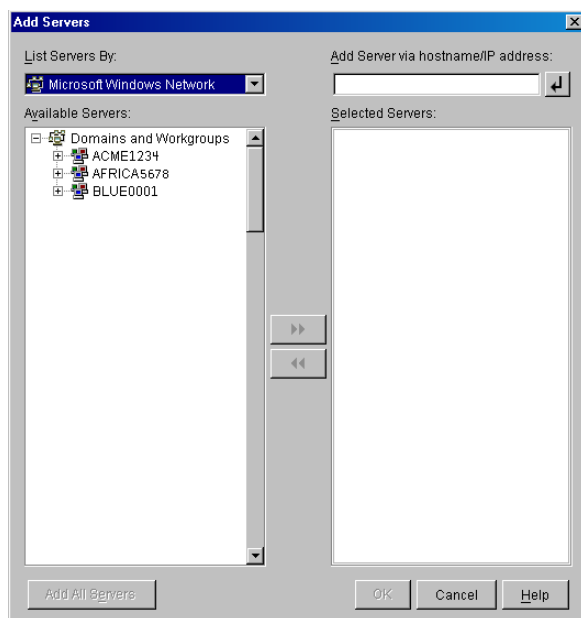 Add Servers
List Servers By:
Add Server via hostname/IP address:
Microsoft Windows Network
Available Servers:
Selected Servers:
Domains and Workgroups
ACME1234
AFRICA5678
BLUE0001
Add All Servers
OK
Cancel
Help